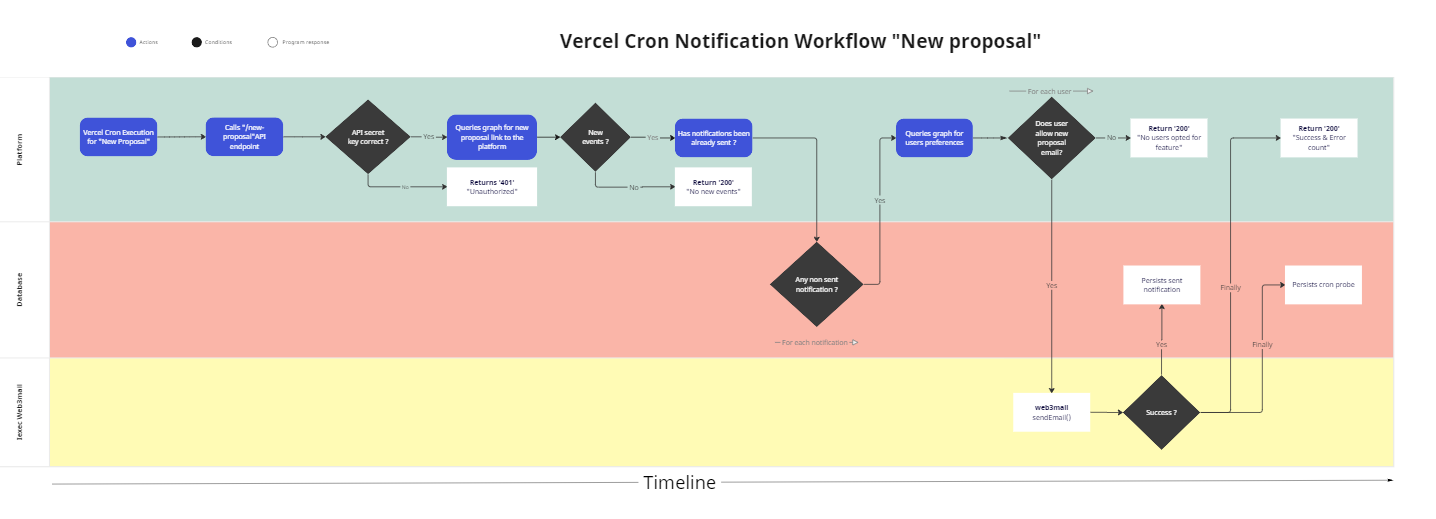 Actions
Conditions
Program response
Vercel Cron Notification Workflow "New proposal"
Platform
Vercel Cron Execution
for "New Proposal"
Calls "/new-
proposal"API
endpoint
API secret
key correct ?
Yes
No
Queries graph for new
proposal link to the
platform
Returns '401'
"Unauthorized"
New
events ?
Yes
No
Has notifications been
already sent ?
Return '200'
"No new events"
Yes
Queries graph for
users preferences
For each user
Does user
allow new
proposal
email?
No
Return '200'
"No users opted for
feature"
Return '200'
"Success & Error
count"
Database
Any non sent
notification ?
For each notification
Yes
Persists sent
notification
Yes
Finally
Persists cron probe
Finally
Iexec Web3mail
web3mail
sendEmail()
Success ?
Timeline